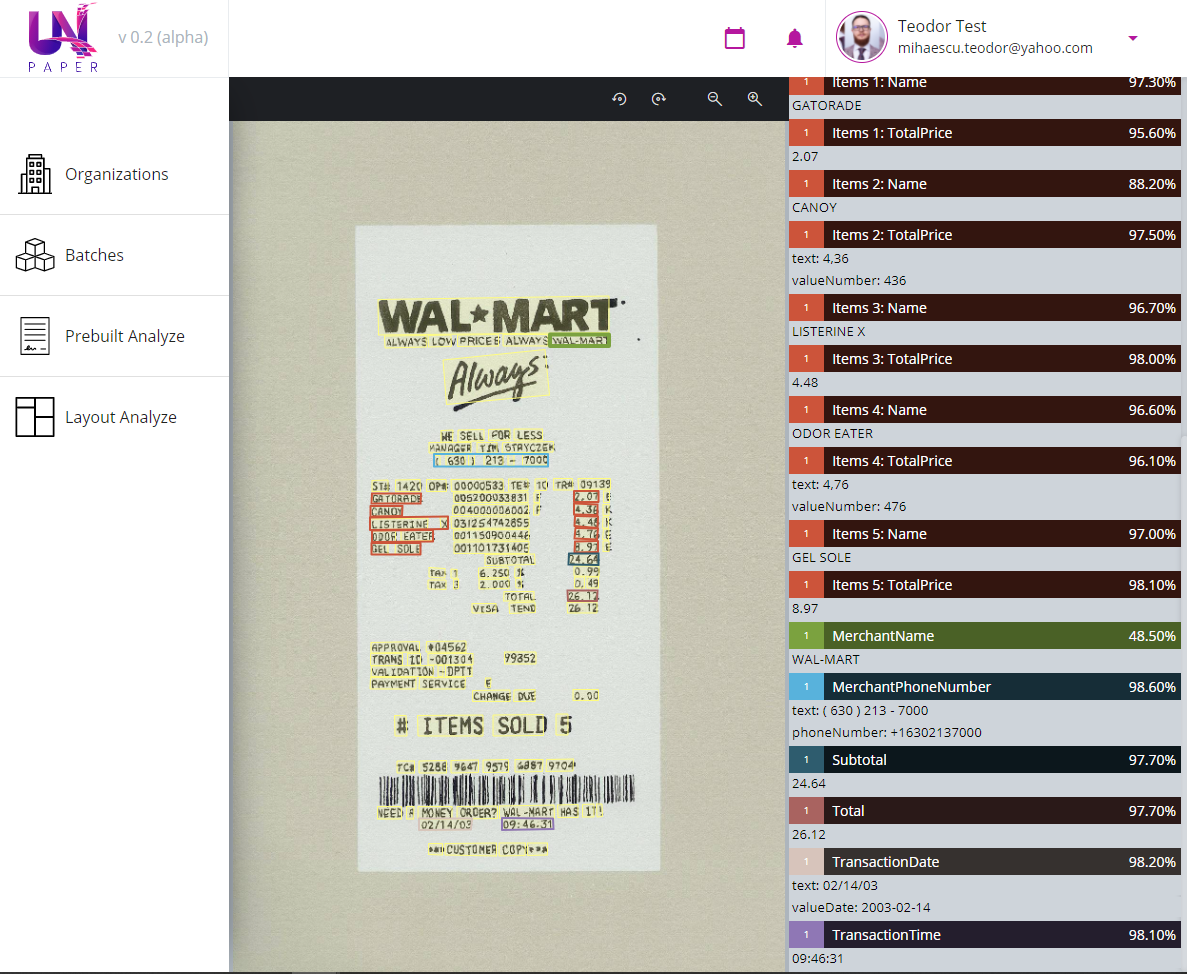 UN
PAPER
v 0.2 (alpha)
Teodor Test
mihaescu.teodor@yahoo.com
Organizations
Batches
Prebuilt Analyze
Layout Analyze
WAL★MART
ALWAYS LOW PRICES ALWAYS WAL-MART
Always
WE SELL FOR LESS
MANAGER TIM STRYCZEK
( 630 ) 213 - 7000
ST# 1420 OP#: 00000533 TE# TR# 09139
GATORADE 005200033831 F 2.07 E
CANOY 004000006002 F 4.36 K
LISTERINE X 031254742855 4.48 K
ODOR EATER 001150900446 4.76 E
GEL SOLE 001101731405 8.97 E
SUBTOTAL 24.64
TAX 1 6.250 % 0.99
TAX 3 2.000 % 0.49
TOTAL 26.12
VISA TEND 26.12
APPROVAL #04562
TRANS ID -001304 99352
VALIDATION -DPTT
PAYMENT SERVICE E
CHANGE DUE 0.00
# ITEMS SOLD 5
TC# 5288 9647 9579 6887 9704
NEED A MONEY ORDER? WAL-MART HAS IT!
02/14/03 09:46:31
***CUSTOMER COPY***
1 Items 1: Name 97.30%
GATORADE
1 Items 1: TotalPrice 95.60%
2.07
1 Items 2: Name 88.20%
CANOY
1 Items 2: TotalPrice 97.50%
text: 4,36
valueNumber: 436
1 Items 3: Name 96.70%
LISTERINE X
1 Items 3: TotalPrice 98.00%
4.48
1 Items 4: Name 96.60%
ODOR EATER
1 Items 4: TotalPrice 96.10%
text: 4,76
valueNumber: 476
1 Items 5: Name 97.00%
GEL SOLE
1 Items 5: TotalPrice 98.10%
8.97
1 MerchantName 48.50%
WAL-MART
1 MerchantPhoneNumber 98.60%
text: ( 630 ) 213 - 7000
phoneNumber: +16302137000
1 Subtotal 97.70%
24.64
1 Total 97.70%
26.12
1 TransactionDate 98.20%
text: 02/14/03
valueDate: 2003-02-14
1 TransactionTime 98.10%
09:46:31